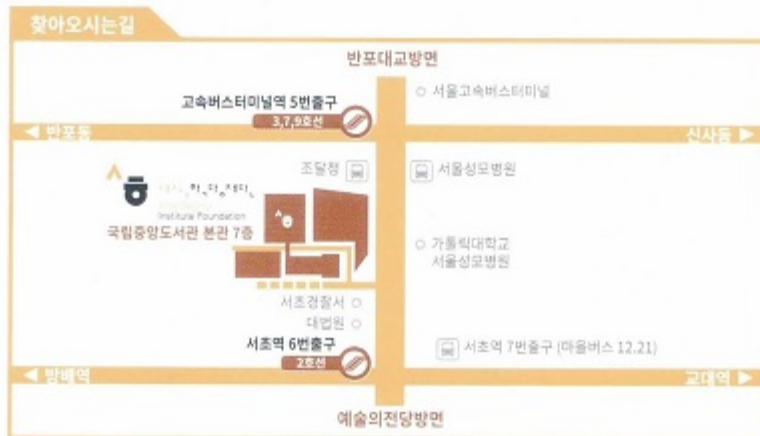 찾아오시는길
반포대교방면
서울고속버스터미널
고속버스터미널역 5번출구
3,7,9호선
◀ 반포동
신사동 ▶
조달청
서울성모병원
Institute Foundation
국립중앙도서관 본관 7층
가톨릭대학교
서울성모병원
서초경찰서
대법원
서초역 6번출구
2호선
서초역 7번출구 (마을버스 12.21)
◀ 방배역
교대역 ▶
예술의전당방면